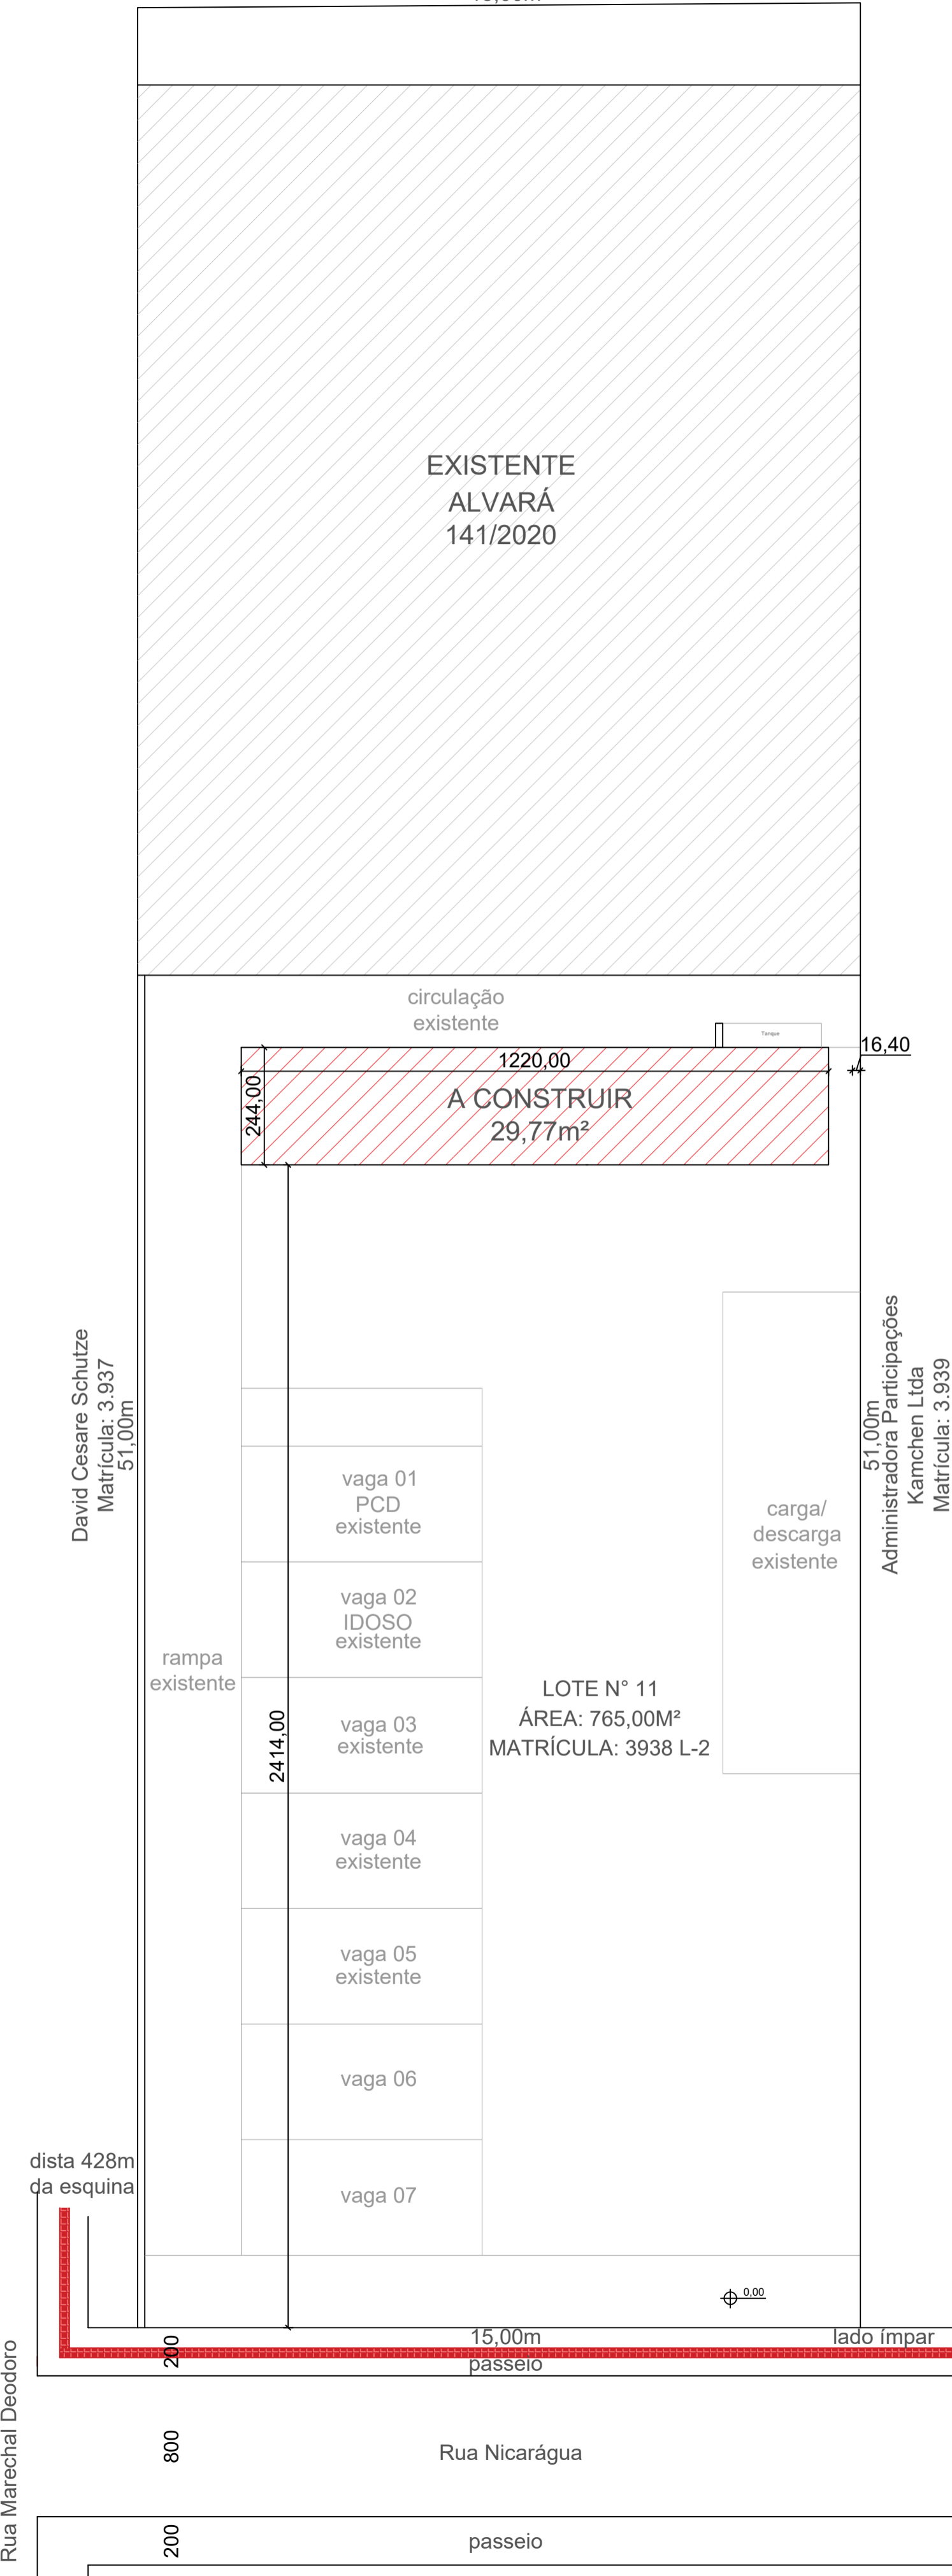 EXISTENTE
ALVARÁ
141/2020
circulação
existente
Tanque
16,40
1220,00
244,00
A CONSTRUIR
29,77m²
David Cesare Schutze
Matrícula: 3.937
51,00m
51,00m
Administradora Participações
Kamchen Ltda
Matrícula: 3.939
vaga 01
PCD
existente
carga/
descarga
existente
vaga 02
IDOSO
existente
rampa
existente
LOTE N° 11
ÁREA: 765,00M²
MATRÍCULA: 3938 L-2
vaga 03
existente
2414,00
vaga 04
existente
vaga 05
existente
vaga 06
dista 428m
da esquina
vaga 07
0,00
15,00m
lado ímpar
200
passeio
Rua Marechal Deodoro
800
Rua Nicarágua
200
passeio